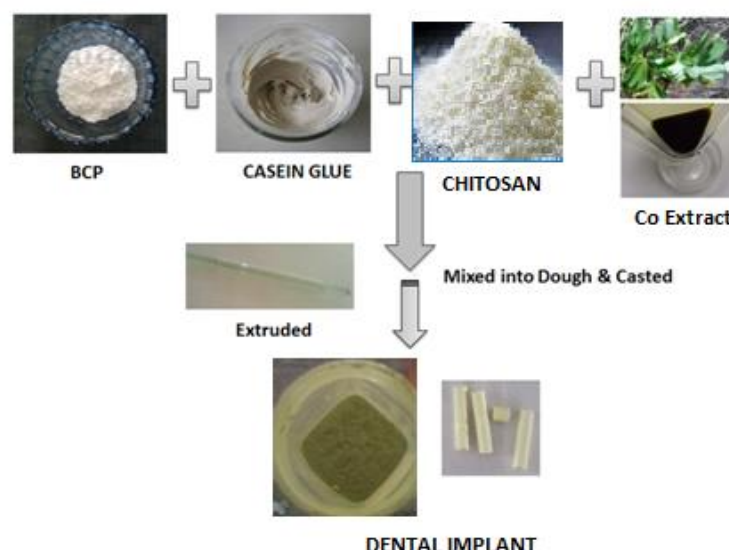 BCP
CASEIN GLUE
CHITOSAN
Co Extract
Mixed into Dough & Casted
Extruded
DENTAL IMPLANT